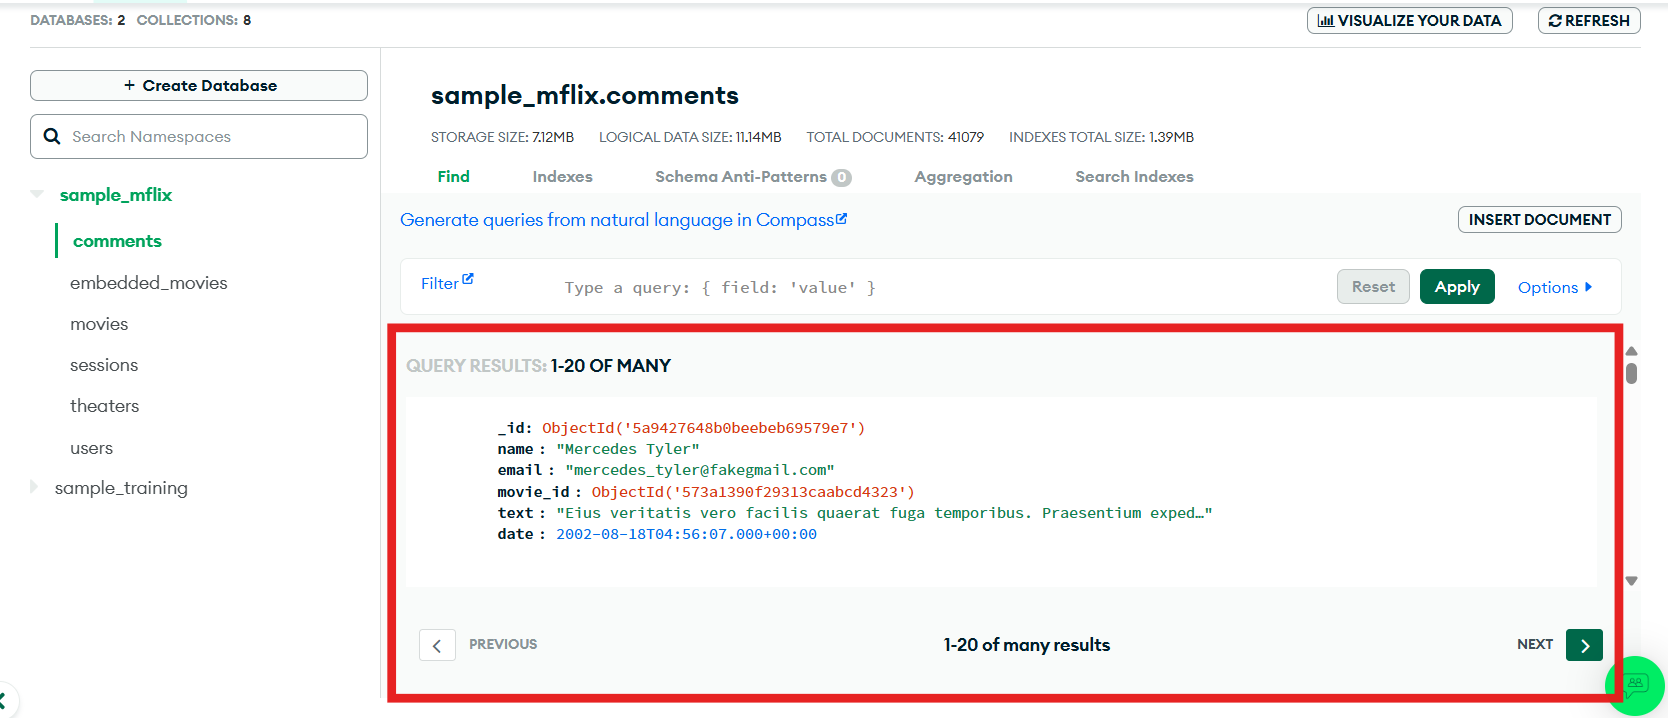 DATABASES: 2 COLLECTIONS: 8
VISUALIZE YOUR DATA
REFRESH
+ Create Database
Search Namespaces
sample_mflix
comments
embedded_movies
movies
sessions
theaters
users
sample_training
sample_mflix.comments
STORAGE SIZE: 7.12MB LOGICAL DATA SIZE: 11.14MB TOTAL DOCUMENTS: 41079 INDEXES TOTAL SIZE: 1.39MB
Find Indexes Schema Anti-Patterns 0 Aggregation Search Indexes
Generate queries from natural language in Compass
INSERT DOCUMENT
Filter Type a query: { field: 'value' } Reset Apply Options
QUERY RESULTS: 1-20 OF MANY
_id: ObjectId('5a9427648b0beebeb69579e7')
name : "Mercedes Tyler"
email : "mercedes_tyler@fakegmail.com"
movie_id : ObjectId('573a1390f29313caabcd4323')
text : "Eius veritatis vero facilis quaerat fuga temporibus. Praesentium exped…"
date : 2002-08-18T04:56:07.000+00:00
PREVIOUS 1-20 of many results NEXT